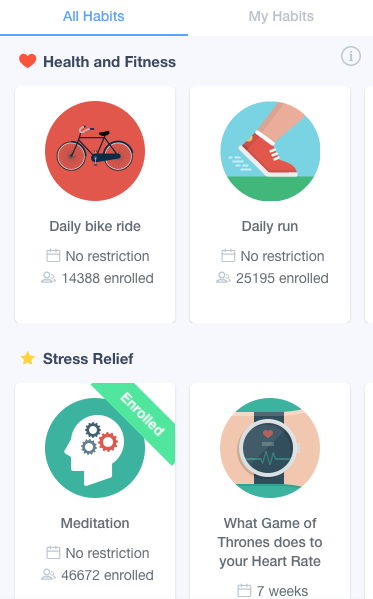 All Habits
My Habits
Health and Fitness
Daily bike ride
No restriction
14388 enrolled
Daily run
No restriction
25195 enrolled
Stress Relief
Enrolled
Meditation
No restriction
46672 enrolled
What Game of
Thrones does to
your Heart Rate
7 weeks